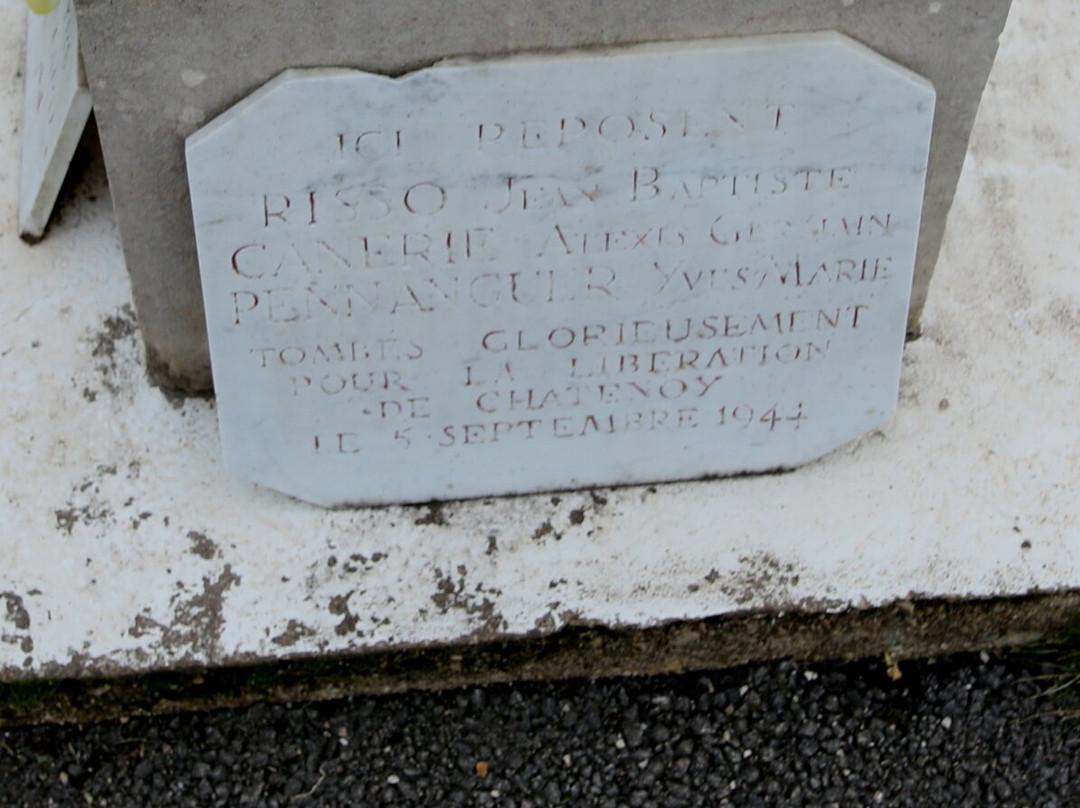 ICI REPOSENT
RISSO JEAN BAPTISTE
CANERIE ALEXIS GERMAIN
PENNANGUER YVES-MARIE
TOMBÉS GLORIEUSEMENT
POUR LA LIBERATION
DE CHATENOY
LE 5 SEPTEMBRE 1944